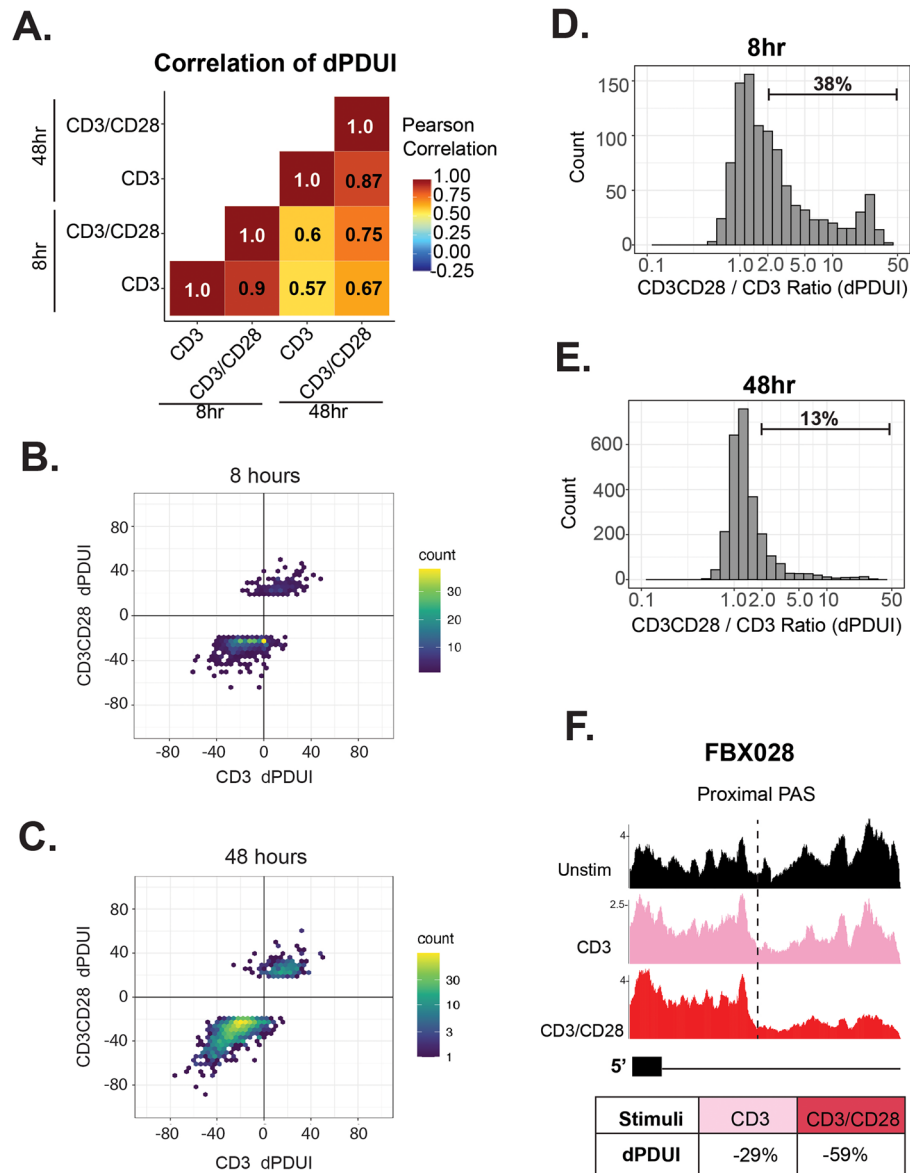 A.
Correlation of dPDUI
48hr
CD3/CD28
CD3
8hr
CD3/CD28
CD3
1.0
1.0 0.87
1.0 0.6 0.75
1.0 0.9 0.57 0.67
Pearson
Correlation
1.00
0.75
0.50
0.25
0.00
-0.25
CD3
CD3/CD28
CD3
CD3/CD28
8hr 48hr
B.
8 hours
CD3CD28 dPDUI
80
40
0
-40
-80
-80 -40 0 40 80
CD3 dPDUI
count
30
20
10
C.
48 hours
CD3CD28 dPDUI
80
40
0
-40
-80
-80 -40 0 40 80
CD3 dPDUI
count
30
10
3
1
D.
8hr
38%
Count
150
100
50
0
0.1 1.0 2.0 5.0 10 50
CD3CD28 / CD3 Ratio (dPDUI)
E.
48hr
13%
Count
600
400
200
0
0.1 1.0 2.0 5.0 10 50
CD3CD28 / CD3 Ratio (dPDUI)
F.
FBX028
Proximal PAS
4
Unstim
2.5
CD3
4
CD3/CD28
5'
Stimuli CD3 CD3/CD28
dPDUI -29% -59%